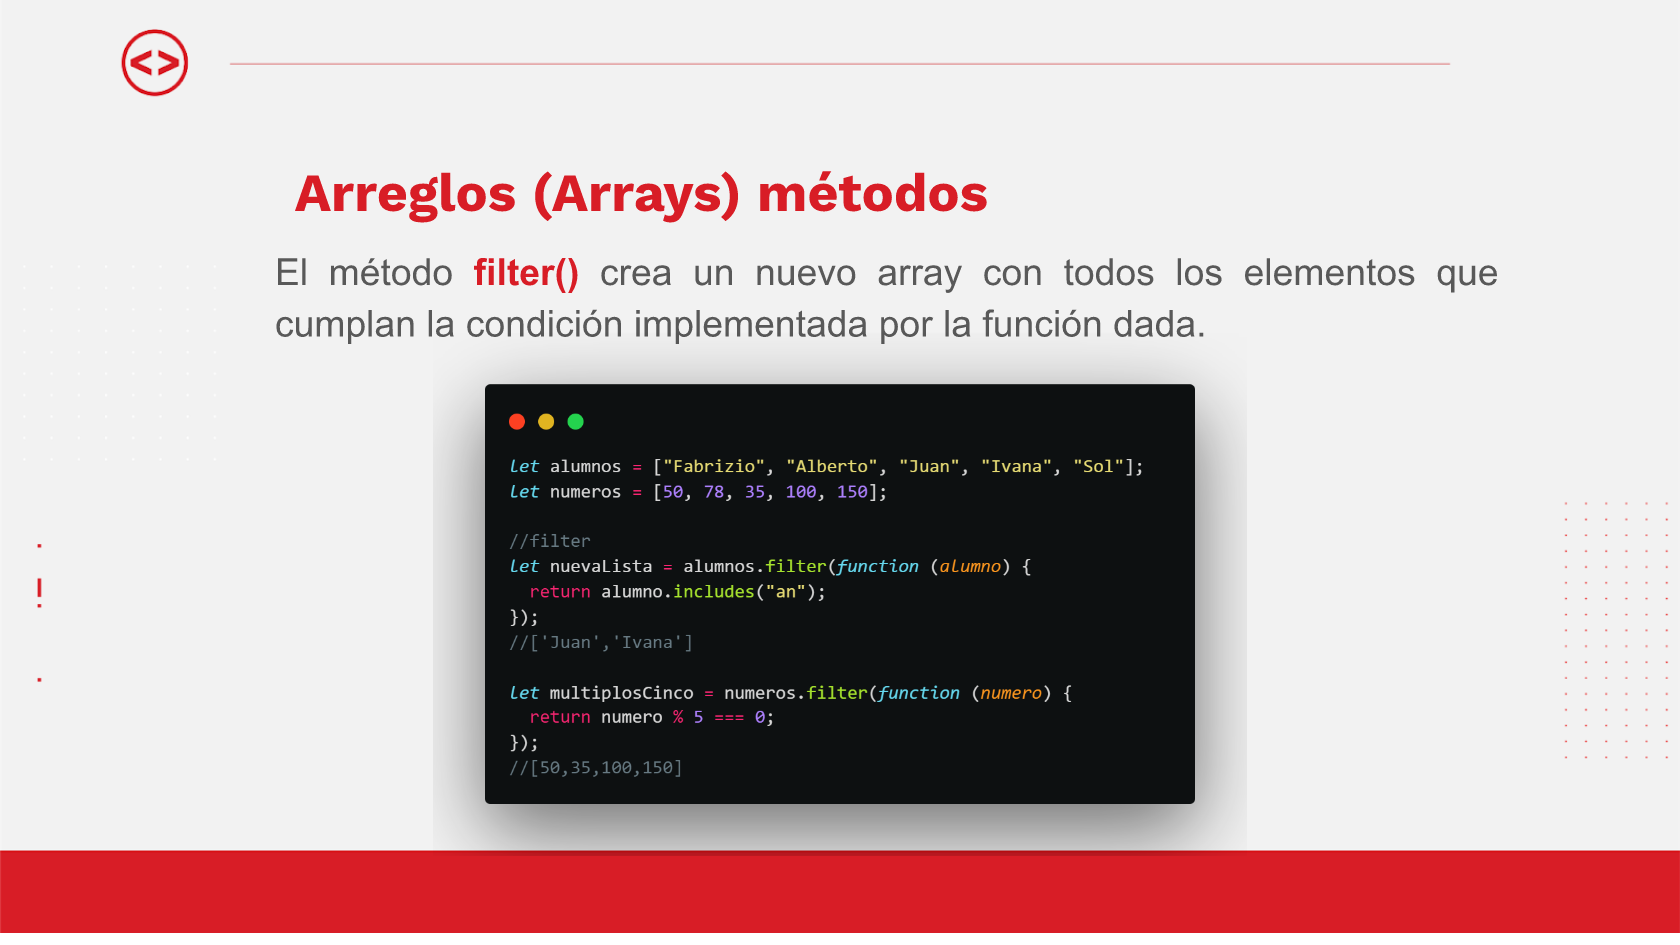 <>
Arreglos (Arrays) métodos
El método filter() crea un nuevo array con todos los elementos que
cumplan la condición implementada por la función dada.
let alumnos = ["Fabrizio", "Alberto", "Juan", "Ivana", "Sol"];
let numeros = [50, 78, 35, 100, 150];
//filter
let nuevaLista = alumnos.filter(function (alumno) {
  return alumno.includes("an");
});
//['Juan','Ivana']
let multiplosCinco = numeros.filter(function (numero) {
  return numero % 5 === 0;
});
//[50,35,100,150]